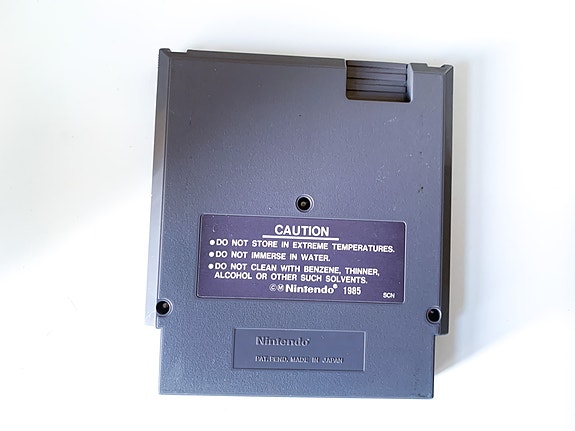 CAUTION
●DO NOT STORE IN EXTREME TEMPERATURES.
●DO NOT IMMERSE IN WATER.
●DO NOT CLEAN WITH BENZENE, THINNER,
ALCOHOL OR OTHER SUCH SOLVENTS.
©Ⓜ Nintendo® 1985 SCN
Nintendo®
PAT.PEND. MADE IN JAPAN